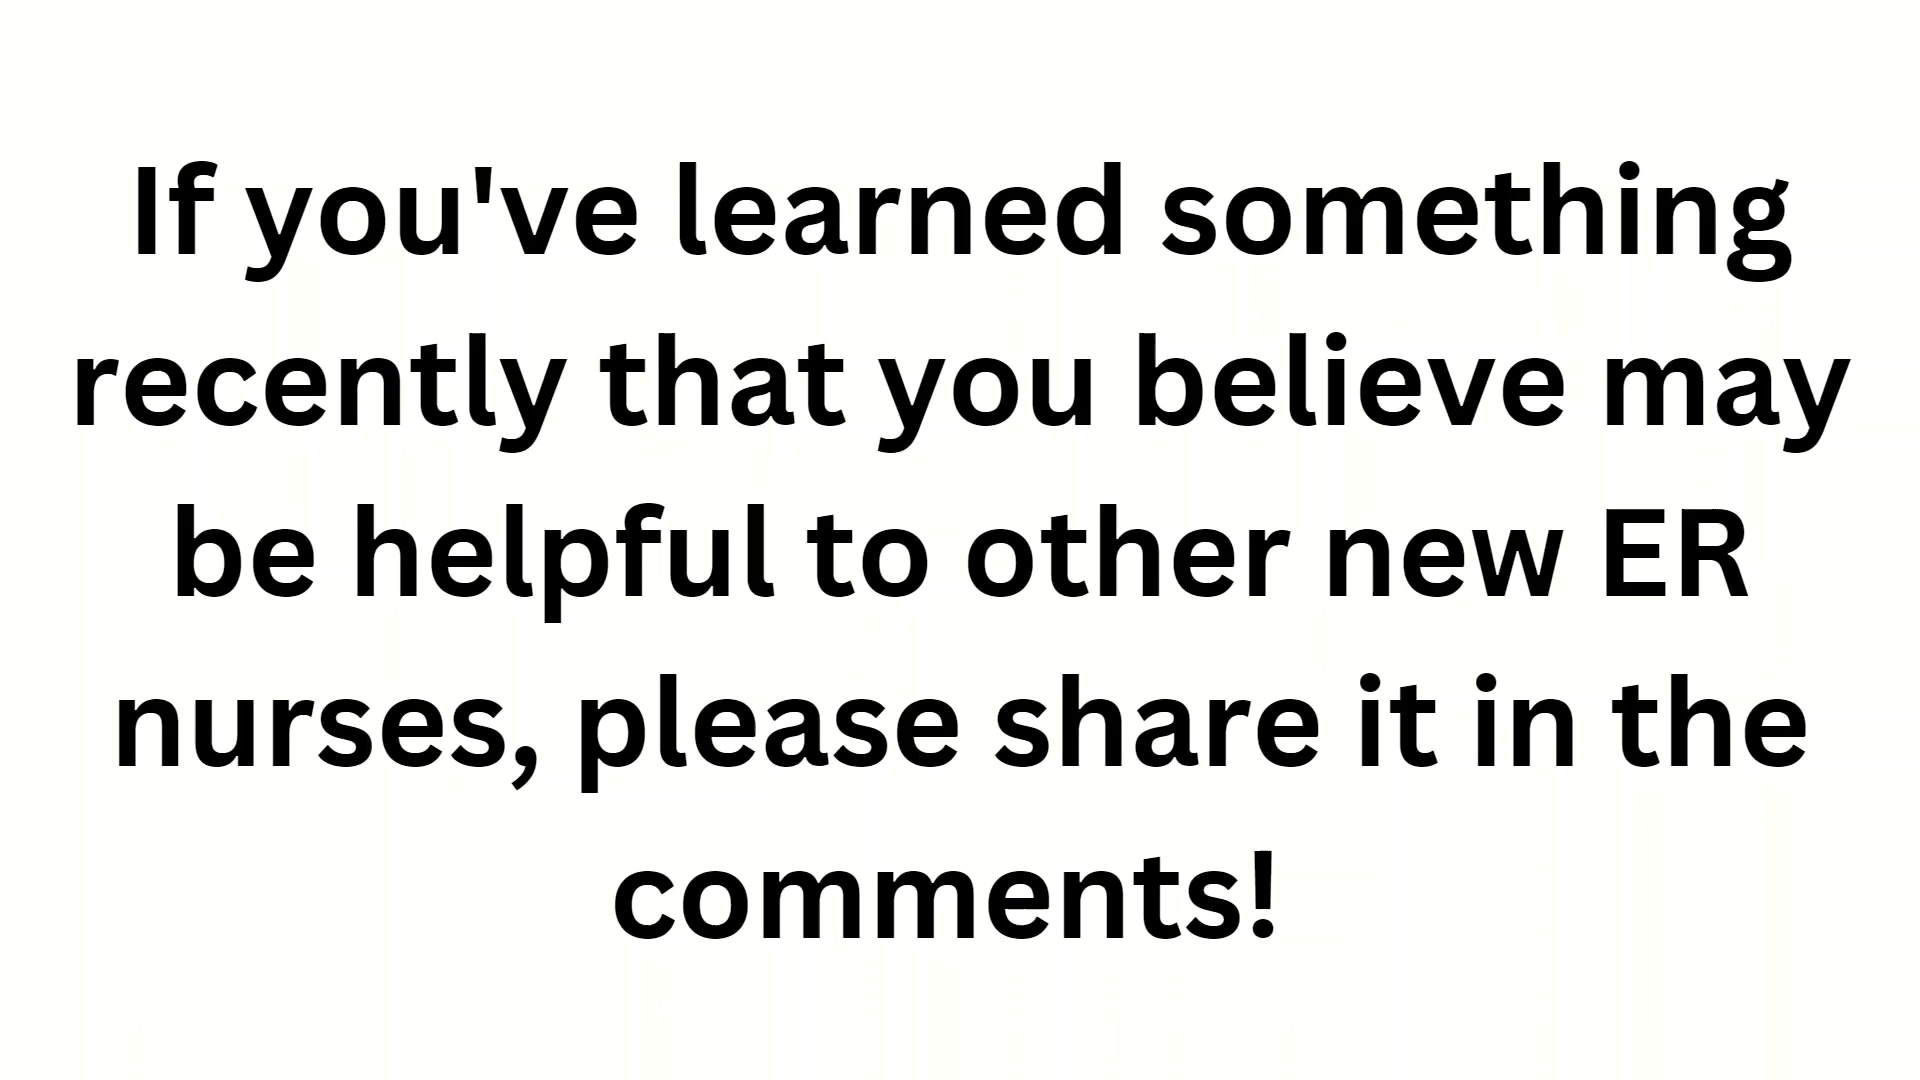 If you've learned something
recently that you believe may
be helpful to other new ER
nurses, please share it in the
comments!